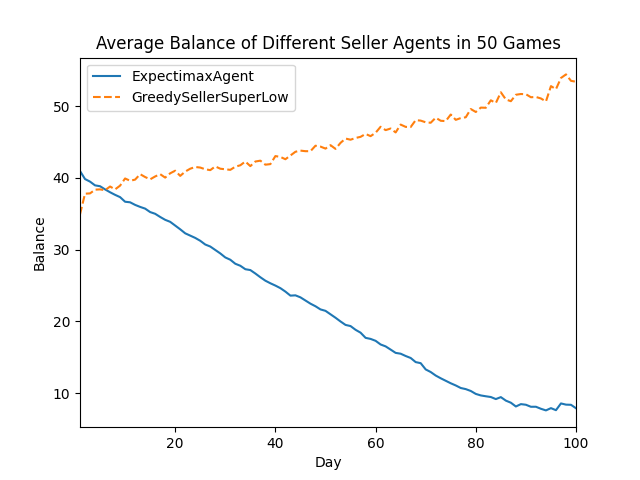 Average Balance of Different Seller Agents in 50 Games
ExpectimaxAgent
GreedySellerSuperLow
50
40
30
20
10
Balance
20
40
60
80
100
Day